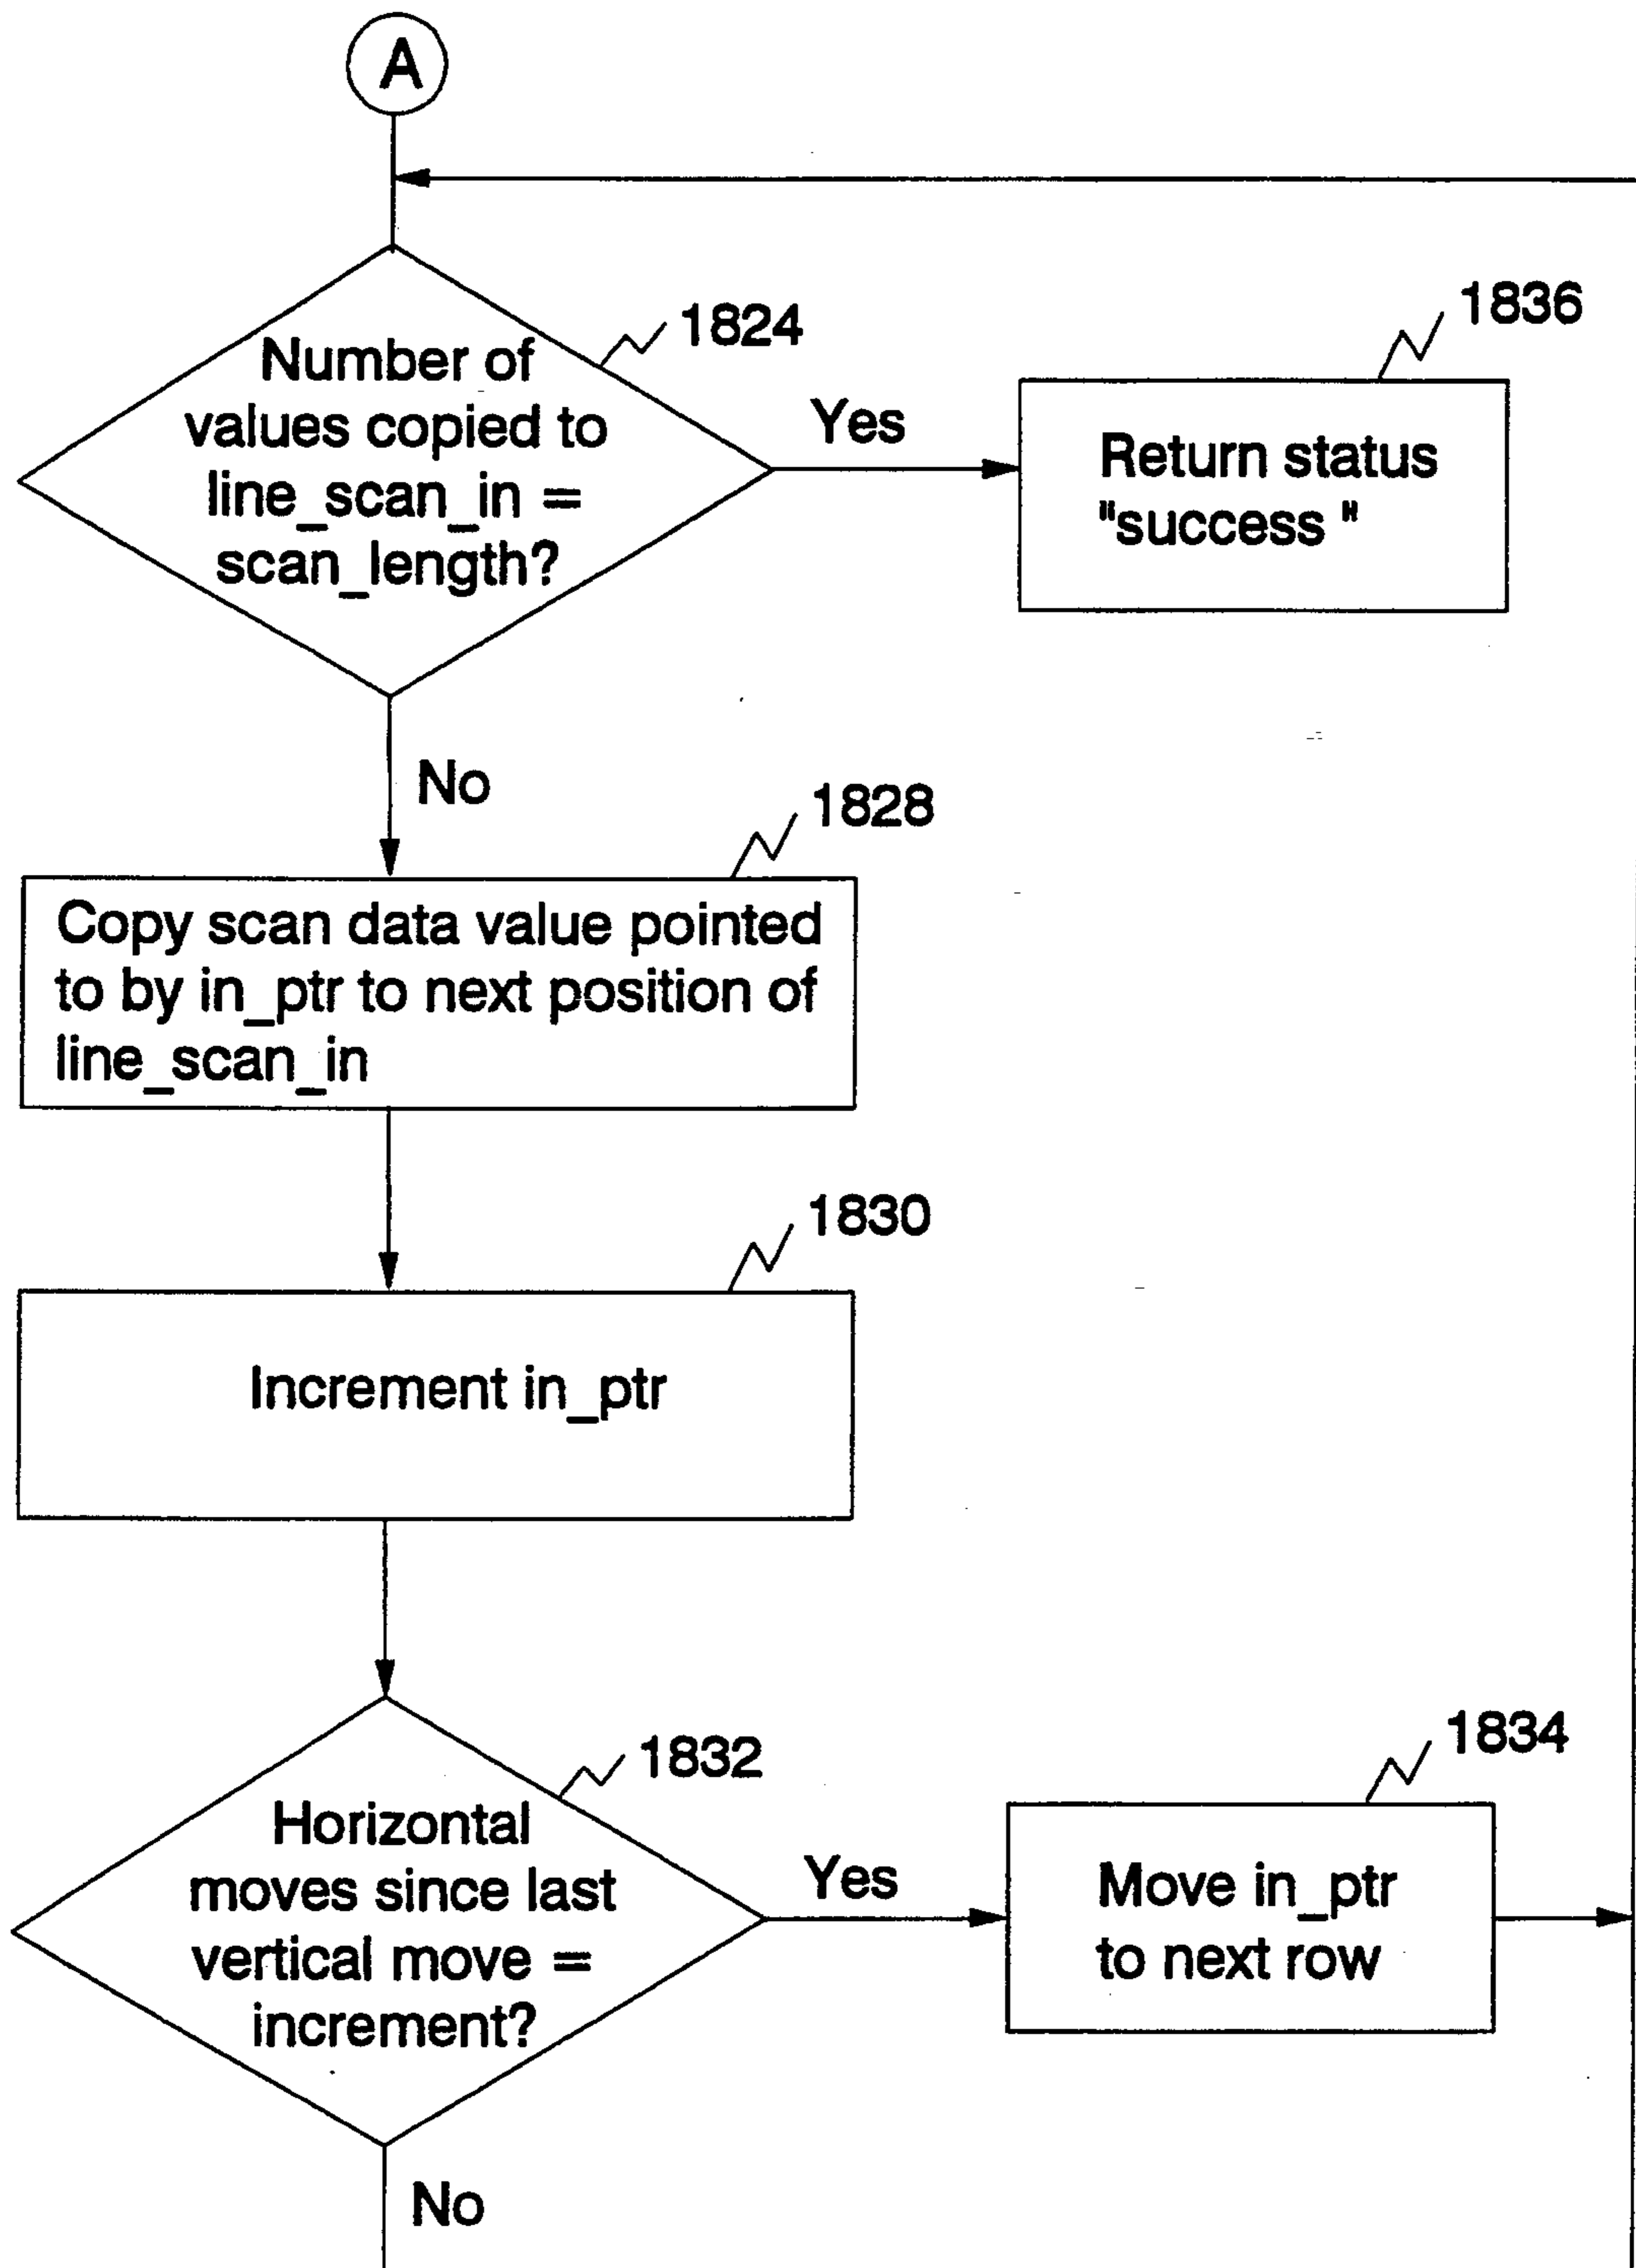 A
1824
Number of
values copied to
line_scan_in =
scan_length?
Yes
1836
Return status
"success "
No
1828
Copy scan data value pointed
to by in_ptr to next position of
line_scan_in
1830
Increment in_ptr
1832
Horizontal
moves since last
vertical move =
increment?
Yes
1834
Move in_ptr
to next row
No